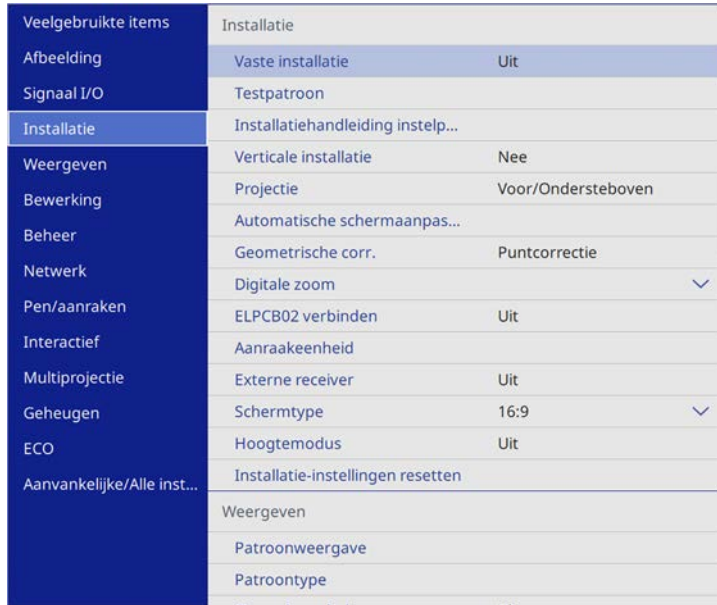 Veelgebruikte items
Afbeelding
Signaal I/O
Installatie
Weergeven
Bewerking
Beheer
Netwerk
Pen/aanraken
Interactief
Multiprojectie
Geheugen
ECO
Aanvankelijke/Alle inst...
Installatie
Vaste installatie Uit
Testpatroon
Installatiehandleiding instelp...
Verticale installatie Nee
Projectie Voor/Ondersteboven
Automatische schermaanpas...
Geometrische corr. Puntcorrectie
Digitale zoom
ELPCB02 verbinden Uit
Aanraakeenheid
Externe receiver Uit
Schermtype 16:9
Hoogtemodus Uit
Installatie-instellingen resetten
Weergeven
Patroonweergave
Patroontype